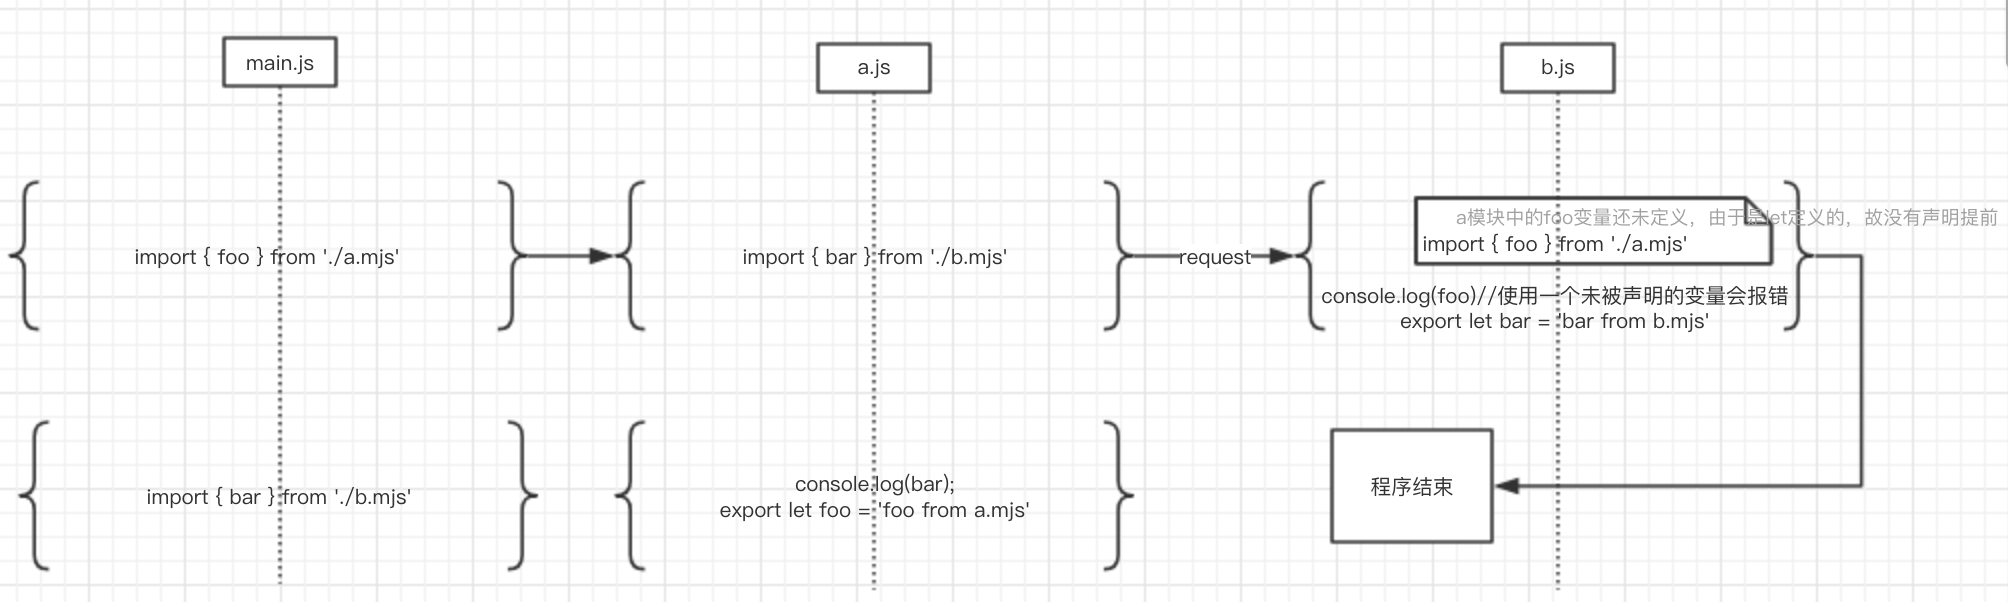 main.js
a.js
b.js
import { foo } from './a.mjs'
import { bar } from './b.mjs'
request
a模块中的foo变量还未定义，由于是let定义的，故没有声明提前
import { foo } from './a.mjs'
console.log(foo)//使用一个未被声明的变量会报错
export let bar = 'bar from b.mjs'
import { bar } from './b.mjs'
console.log(bar);
export let foo = 'foo from a.mjs'
程序结束